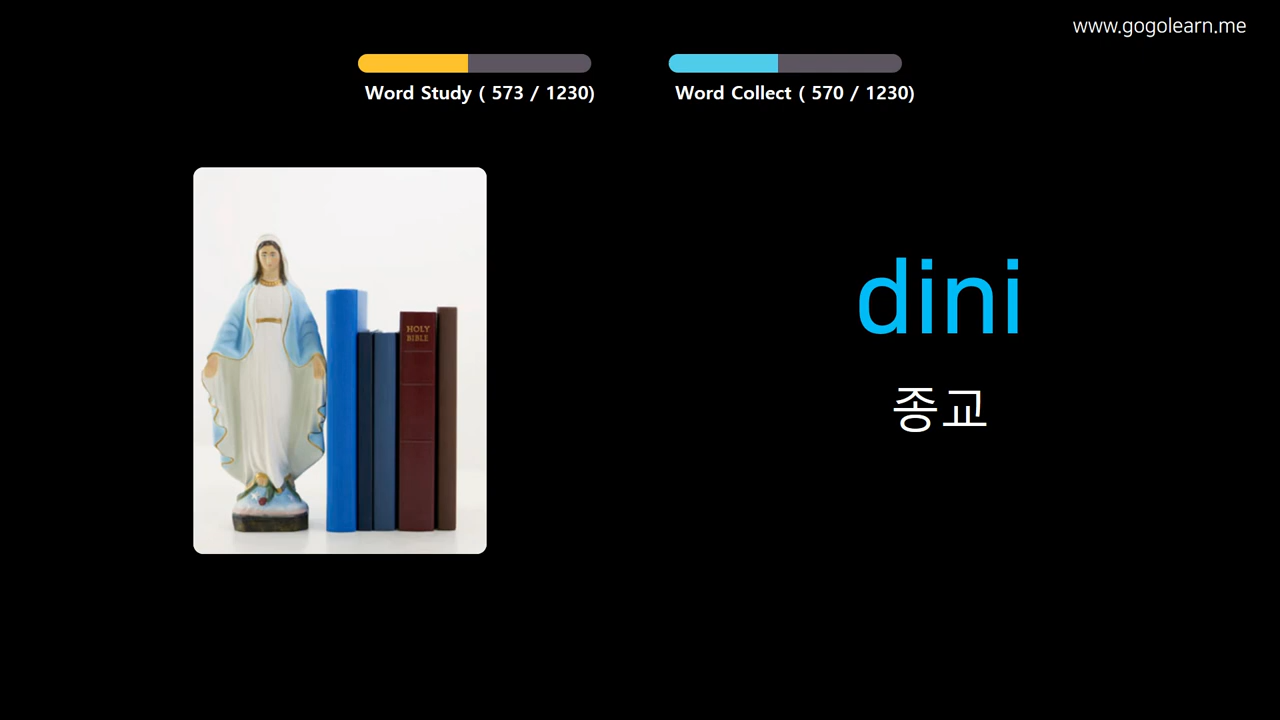 www.gogolearn.me
Word Study ( 573 / 1230)
Word Collect ( 570 / 1230)
HOLY
BIBLE
dini
종교